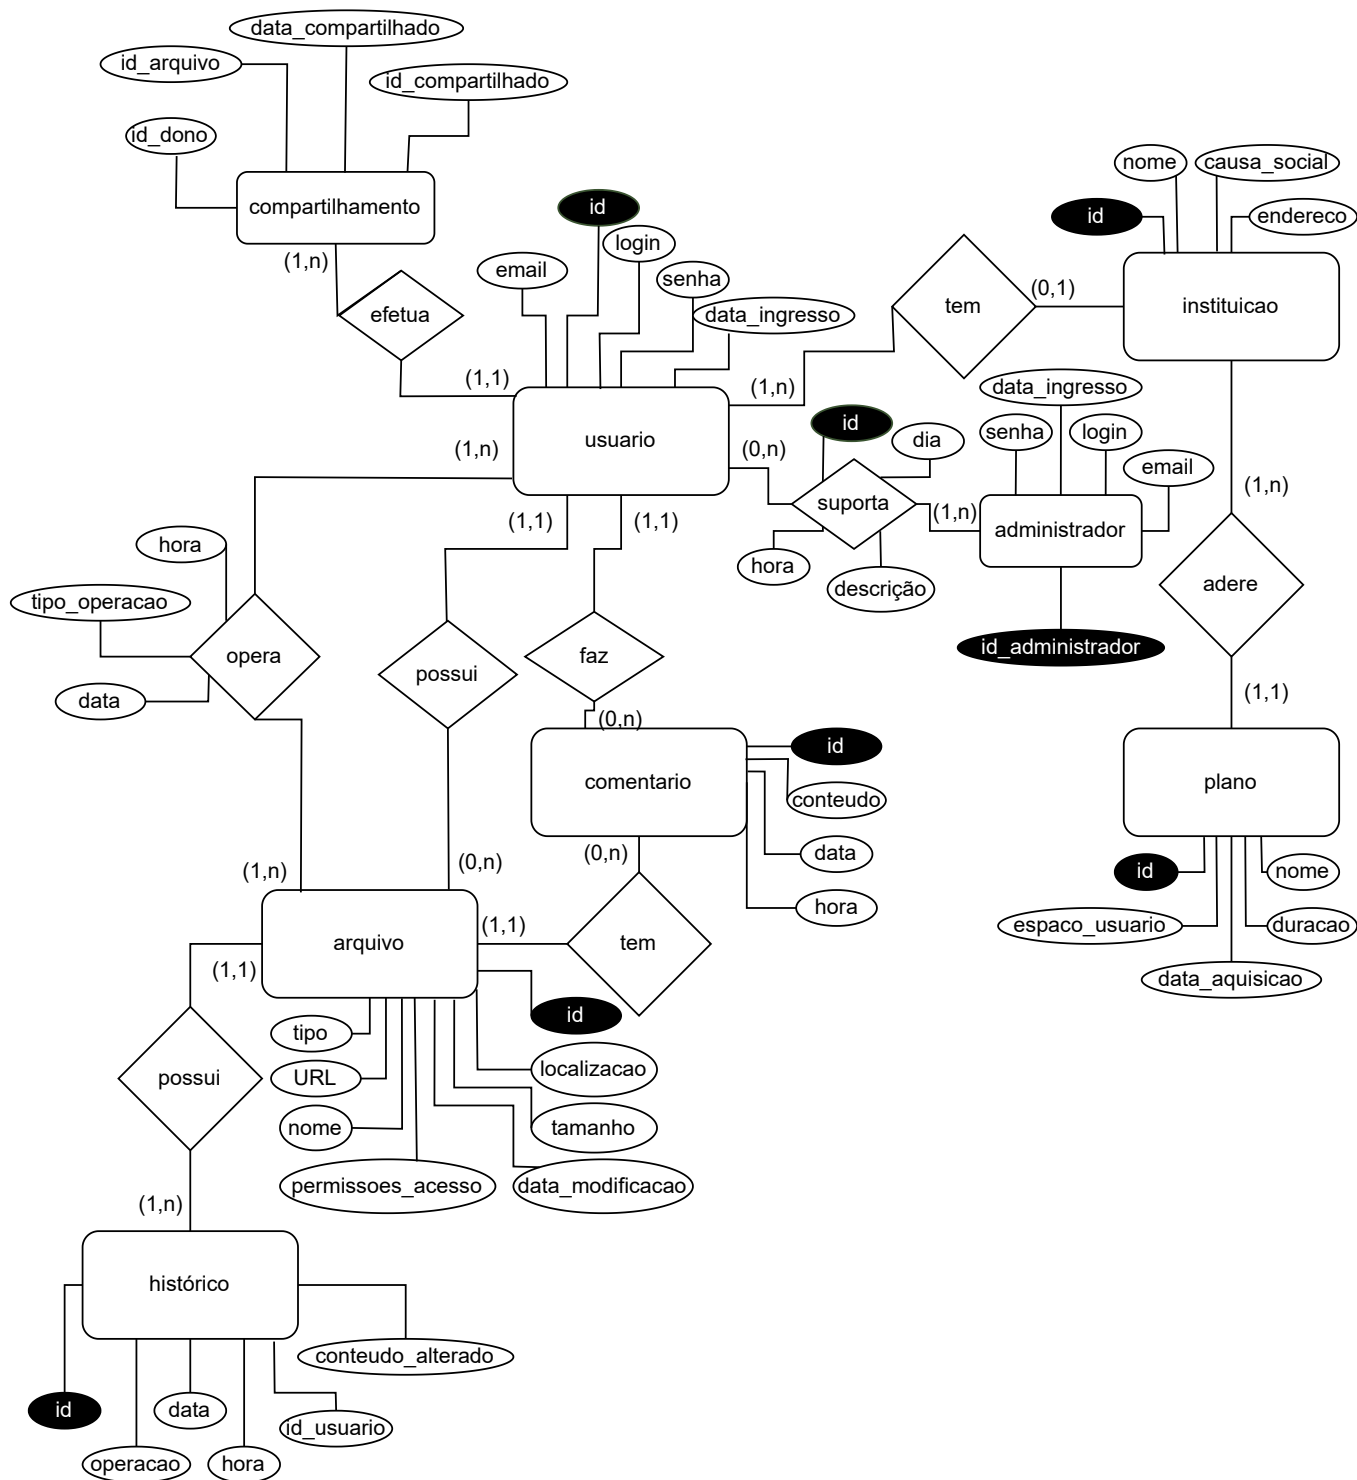 data_compartilhado
id_arquivo
id_compartilhado
id_dono
compartilhamento
(1,n)
efetua
(1,1)
id
login
email
senha
data_ingresso
usuario
nome
causa_social
id
endereco
instituicao
tem
(0,1)
(1,n)
data_ingresso
senha
login
email
administrador
id_administrador
id
dia
(0,n)
suporta
(1,n)
hora
descrição
(1,n)
adere
(1,1)
plano
id
nome
espaco_usuario
duracao
data_aquisicao
(1,n)
(1,1)
(1,1)
hora
tipo_operacao
opera
data
possui
faz
(0,n)
comentario
id
conteudo
data
hora
(0,n)
tem
(1,n)
(0,n)
arquivo
(1,1)
(1,1)
id
tipo
localizacao
URL
nome
tamanho
permissoes_acesso
data_modificacao
possui
(1,n)
histórico
conteudo_alterado
id
data
id_usuario
operacao
hora